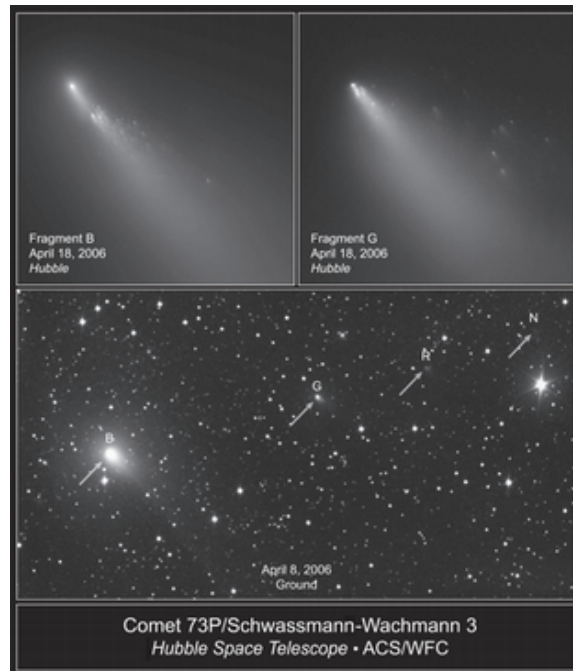 Fragment B
April 18, 2006
Hubble
Fragment G
April 18, 2006
Hubble
B
G
R
N
April 8, 2006
Ground
Comet 73P/Schwassmann-Wachmann 3
Hubble Space Telescope • ACS/WFC